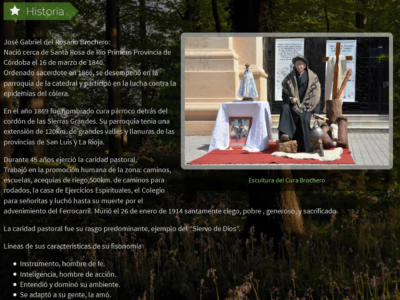 Historia
José Gabriel del Rosario Brochero:
Nació cerca de Santa Rosa de Río Primero Provincia de
Córdoba el 16 de marzo de 1840.
Ordenado sacerdote en 1866, se desempeñó en la
parroquia de la catedral y participó en la lucha contra la
epidemias del cólera.
En el año 1869 fue nombrado cura párroco detrás del
cordón de las Sierras Grandes. Su parroquia tenía una
extensión de 120km. de grandes valles y llanuras de las
provincias de San Luis y La Rioja.
Durante 45 años ejerció la caridad pastoral.
Trabajó en la promoción humana de la zona: caminos,
escuelas, acequias de riego,500km. de caminos para
rodados, la casa de Ejercicios Espirituales, el Colegio
para señoritas y luchó hasta su muerte por el
advenimiento del Ferrocarril. Murió el 26 de enero de 1914 santamente ciego, pobre , generoso, y sacrificado.
La caridad pastoral fue su rasgo predominante, ejemplo del "Siervo de Dios".
Líneas de sus características de su fisonomía
Instrumento, hombre de fe.
Inteligencia, hombre de acción.
Entendió y dominó su ambiente.
Se adaptó a su gente, la amó.
Escultura del Cura Brochero